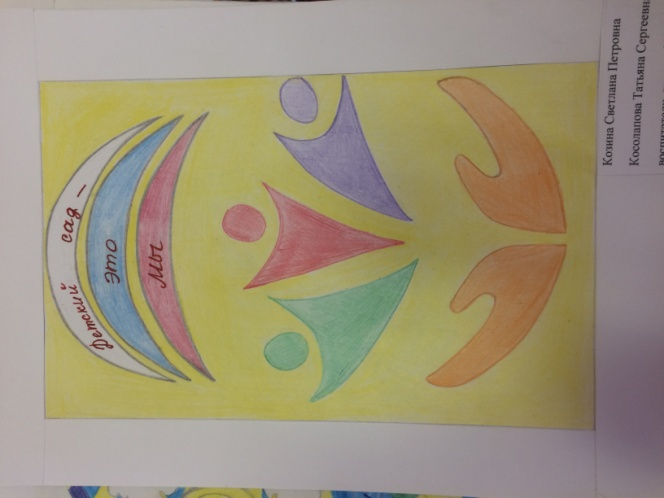 Детский сад –
это
мы
Козина Светлана Петровна
Косолапова Татьяна Сергеевна